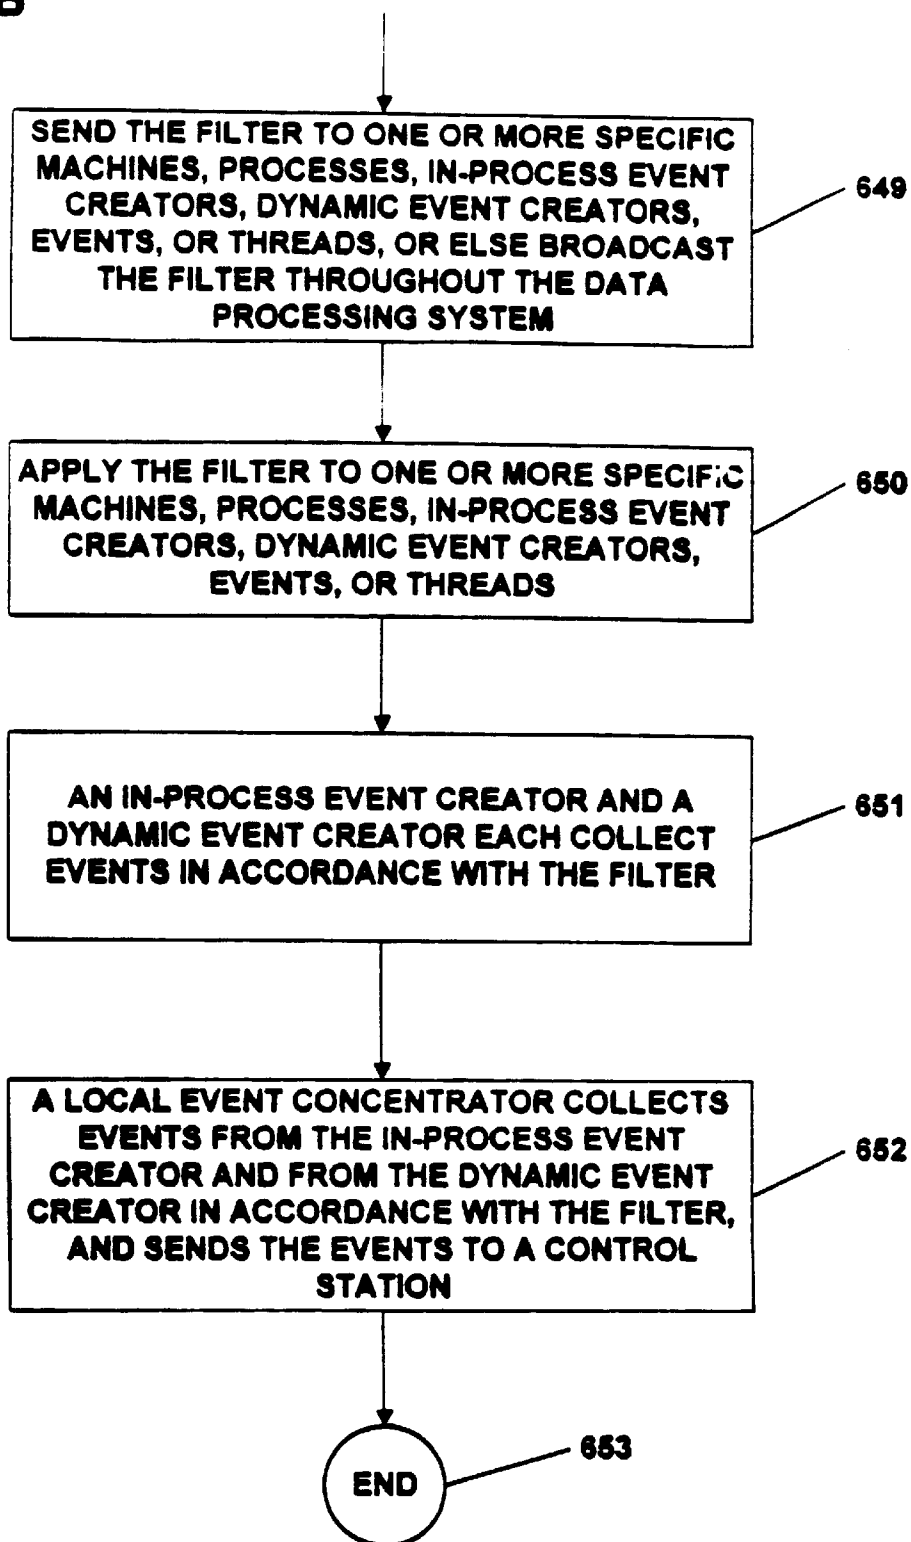 SEND THE FILTER TO ONE OR MORE SPECIFIC
MACHINES, PROCESSES, IN-PROCESS EVENT
CREATORS, DYNAMIC EVENT CREATORS,
EVENTS, OR THREADS, OR ELSE BROADCAST
THE FILTER THROUGHOUT THE DATA
PROCESSING SYSTEM
649
APPLY THE FILTER TO ONE OR MORE SPECIFIC
MACHINES, PROCESSES, IN-PROCESS EVENT
CREATORS, DYNAMIC EVENT CREATORS,
EVENTS, OR THREADS
650
AN IN-PROCESS EVENT CREATOR AND A
DYNAMIC EVENT CREATOR EACH COLLECT
EVENTS IN ACCORDANCE WITH THE FILTER
651
A LOCAL EVENT CONCENTRATOR COLLECTS
EVENTS FROM THE IN-PROCESS EVENT
CREATOR AND FROM THE DYNAMIC EVENT
CREATOR IN ACCORDANCE WITH THE FILTER,
AND SENDS THE EVENTS TO A CONTROL
STATION
652
END
653